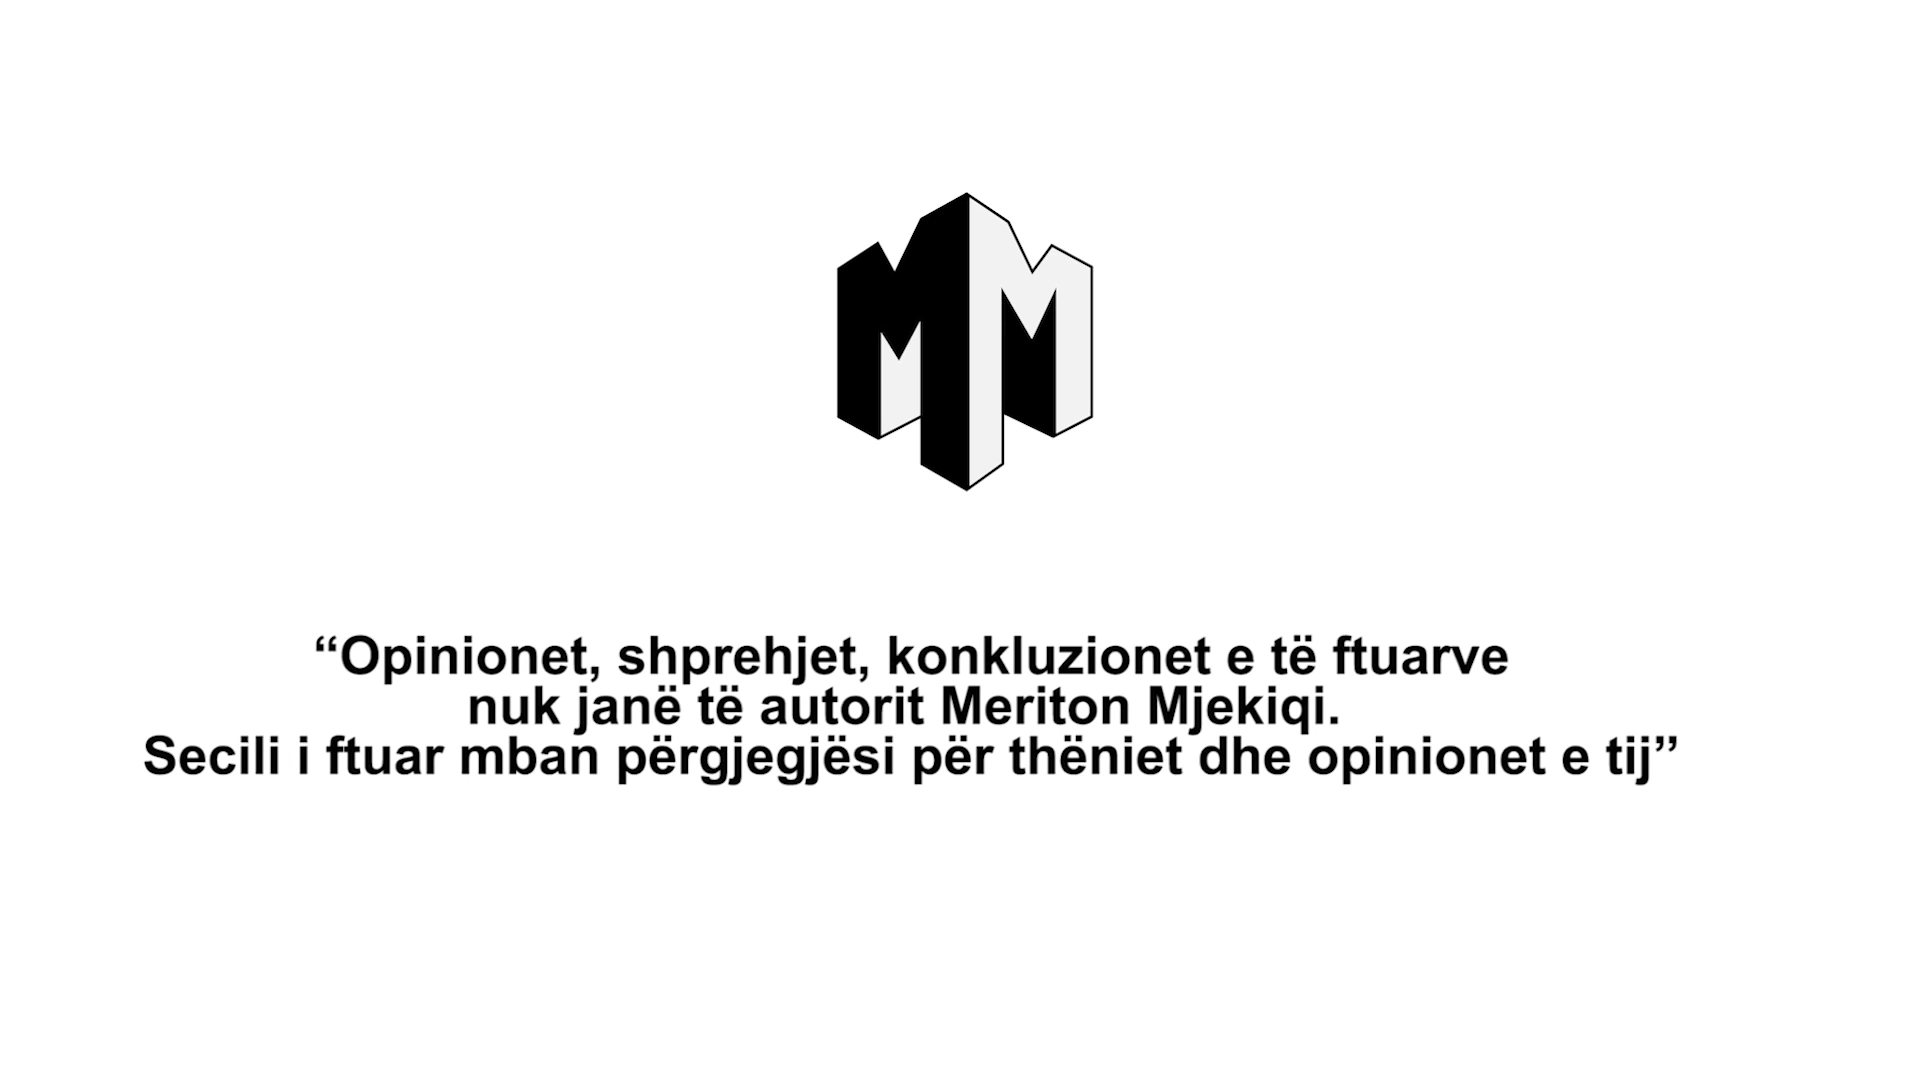 MM
“Opinionet, shprehjet, konkluzionet e të ftuarve
nuk janë të autorit Meriton Mjekiqi.
Secili i ftuar mban përgjegjësi për thëniet dhe opinionet e tij”